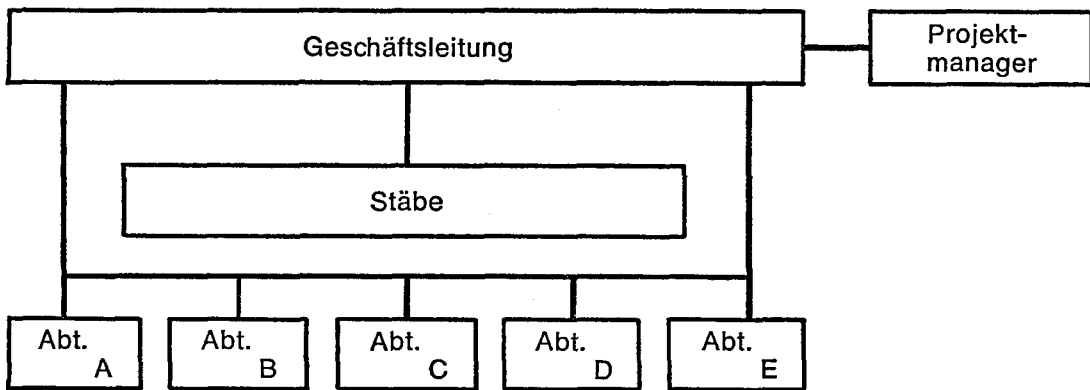 Geschäftsleitung
Projekt-
manager
Stäbe
Abt.
A
Abt.
B
Abt.
C
Abt.
D
Abt.
E